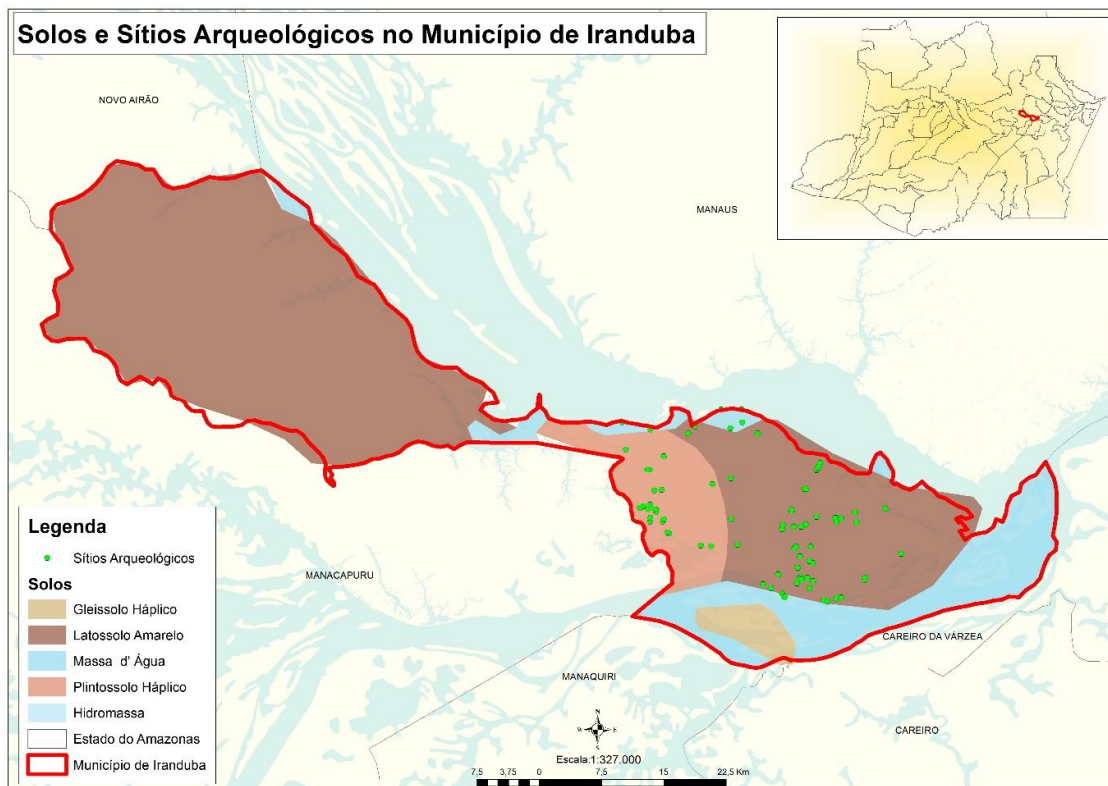 Solos e Sítios Arqueológicos no Município de Iranduba
NOVO AIRÃO
MANAUS
MANACAPURU
MANAQUIRI
CAREIRO DA VÁRZEA
CAREIRO
Legenda
Sítios Arqueológicos
Solos
Gleissolo Háplico
Latossolo Amarelo
Massa d' Água
Plintossolo Háplico
Hidromassa
Estado do Amazonas
Município de Iranduba
N
W E
S
Escala:1:327.000
7,5 3,75 0 7,5 15 22,5 Km